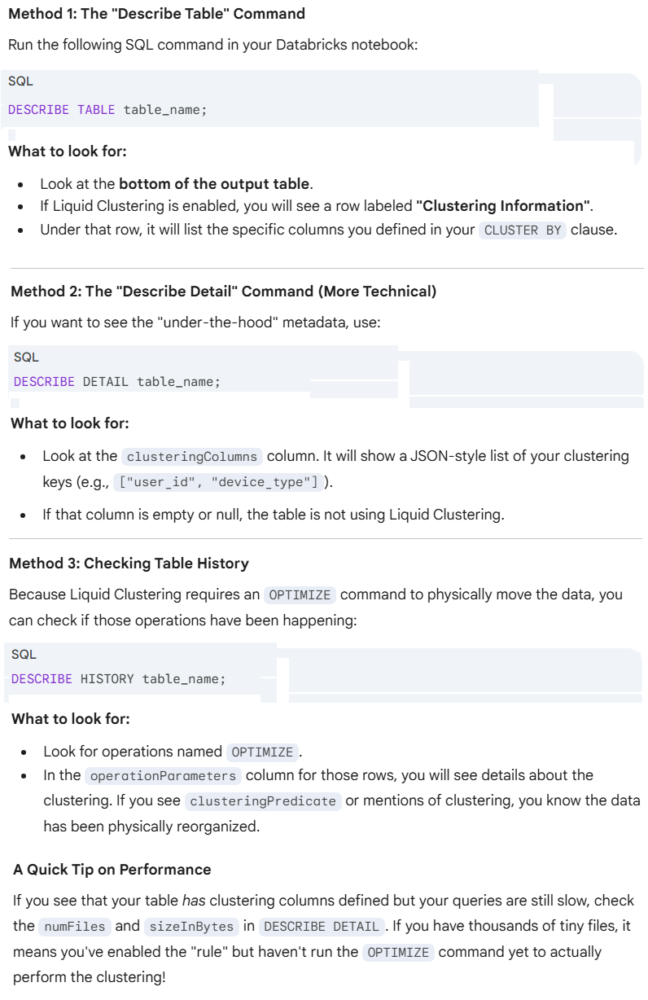 Method 1: The "Describe Table" Command
Run the following SQL command in your Databricks notebook:
SQL
DESCRIBE TABLE table_name;
What to look for:
• Look at the bottom of the output table.
• If Liquid Clustering is enabled, you will see a row labeled "Clustering Information".
• Under that row, it will list the specific columns you defined in your CLUSTER BY clause.
Method 2: The "Describe Detail" Command (More Technical)
If you want to see the "under-the-hood" metadata, use:
SQL
DESCRIBE DETAIL table_name;
What to look for:
• Look at the clusteringColumns column. It will show a JSON-style list of your clustering
keys (e.g., ["user_id", "device_type"]).
• If that column is empty or null, the table is not using Liquid Clustering.
Method 3: Checking Table History
Because Liquid Clustering requires an OPTIMIZE command to physically move the data, you
can check if those operations have been happening:
SQL
DESCRIBE HISTORY table_name;
What to look for:
• Look for operations named OPTIMIZE.
• In the operationParameters column for those rows, you will see details about the
clustering. If you see clusteringPredicate or mentions of clustering, you know the data
has been physically reorganized.
A Quick Tip on Performance
If you see that your table has clustering columns defined but your queries are still slow, check
the numFiles and sizeInBytes in DESCRIBE DETAIL. If you have thousands of tiny files, it
means you've enabled the "rule" but haven't run the OPTIMIZE command yet to actually
perform the clustering!